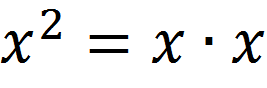 x² = x · x